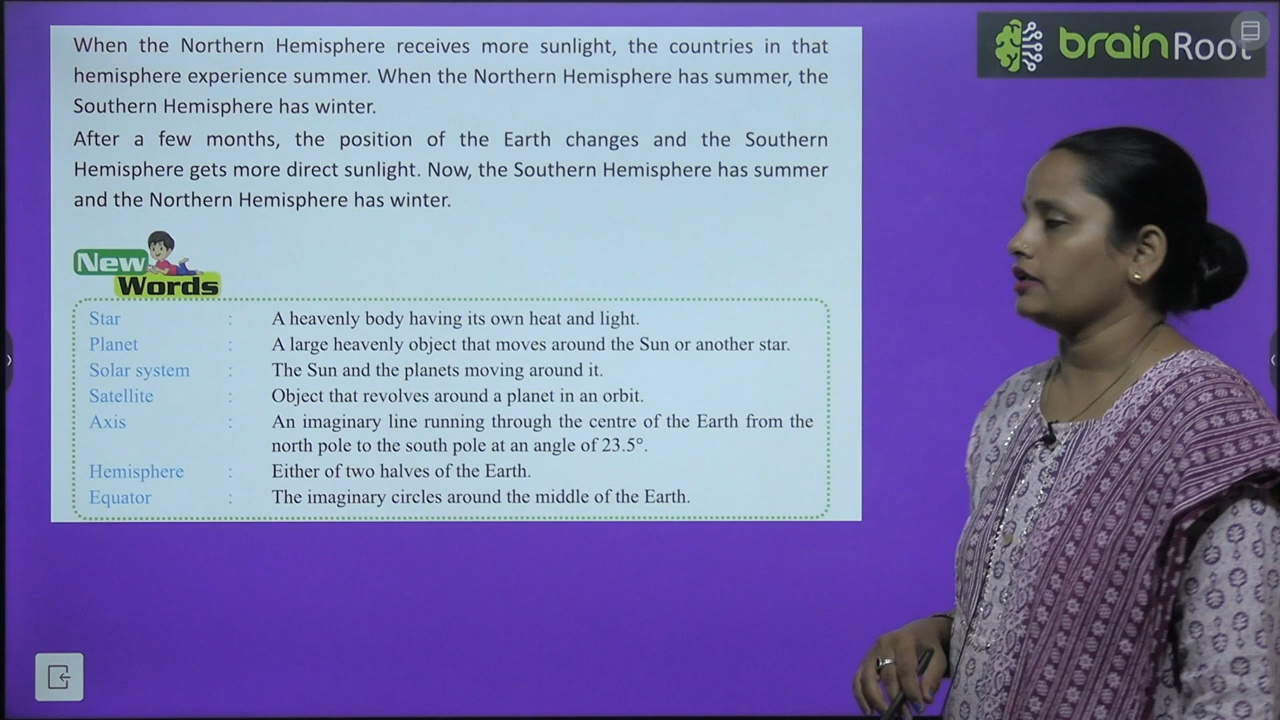 brainRoot
When the Northern Hemisphere receives more sunlight, the countries in that
hemisphere experience summer. When the Northern Hemisphere has summer, the
Southern Hemisphere has winter.
After a few months, the position of the Earth changes and the Southern
Hemisphere gets more direct sunlight. Now, the Southern Hemisphere has summer
and the Northern Hemisphere has winter.
New
Words
Star : A heavenly body having its own heat and light.
Planet : A large heavenly object that moves around the Sun or another star.
Solar system : The Sun and the planets moving around it.
Satellite : Object that revolves around a planet in an orbit.
Axis : An imaginary line running through the centre of the Earth from the
north pole to the south pole at an angle of 23.5°.
Hemisphere : Either of two halves of the Earth.
Equator : The imaginary circles around the middle of the Earth.